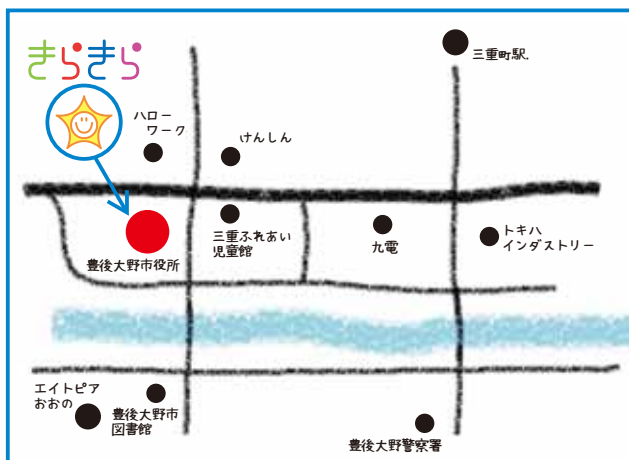 きらきら
三重町駅.
ハロー
ワーク
けんしん
三重ふれあい
児童館
九電
トキハ
インダストリー
豊後大野市役所
エイトピア
おおの
豊後大野市
図書館
豊後大野警察署